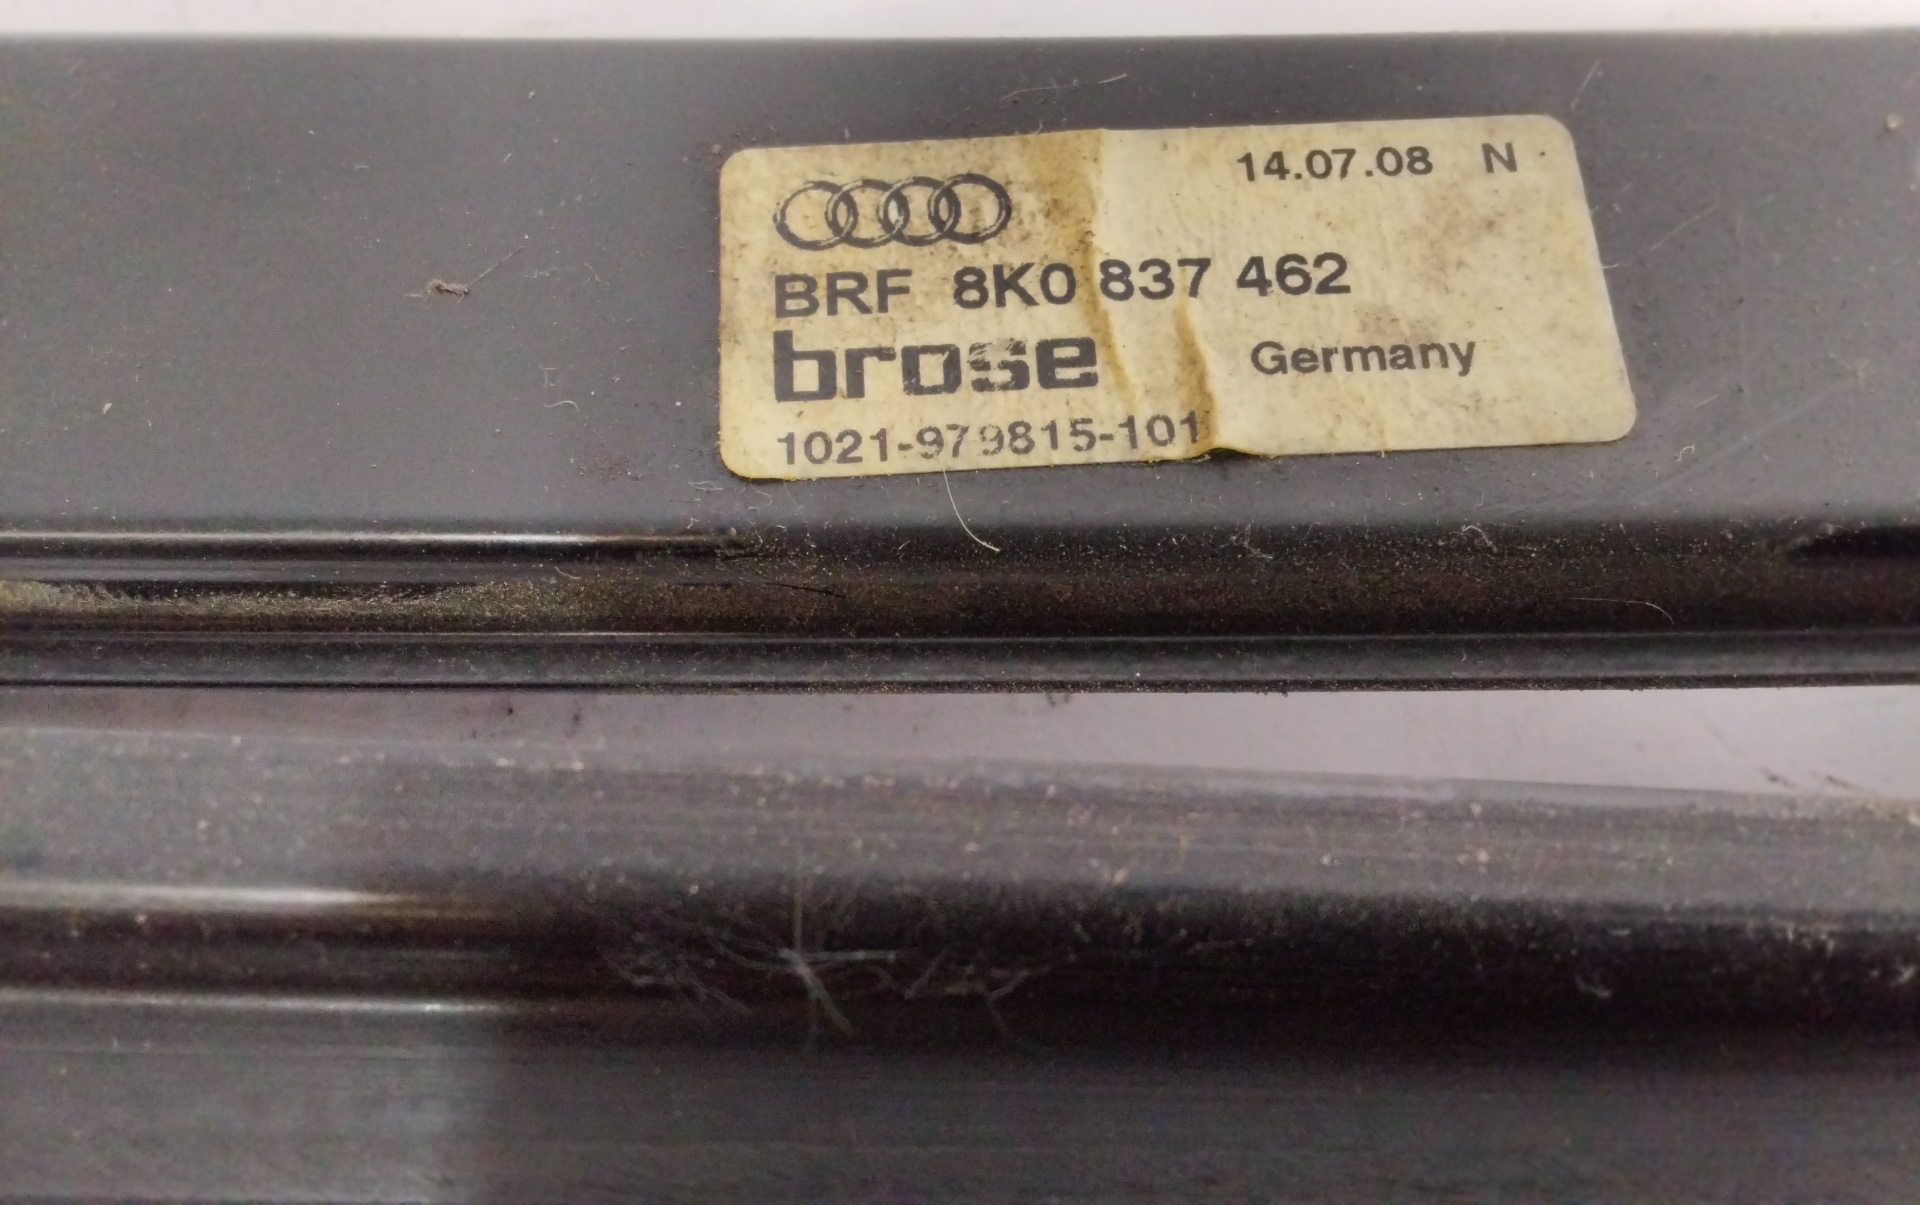 14.07.08 N
BRF 8K0 837 462
brose Germany
1021-979815-101